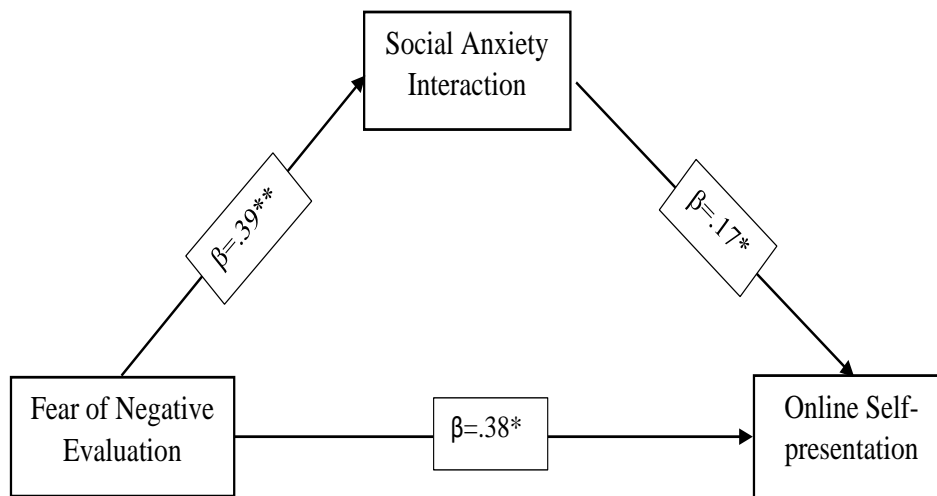 Social Anxiety
Interaction
β=.39**
β=.17*
Fear of Negative
Evaluation
β=.38*
Online Self-
presentation